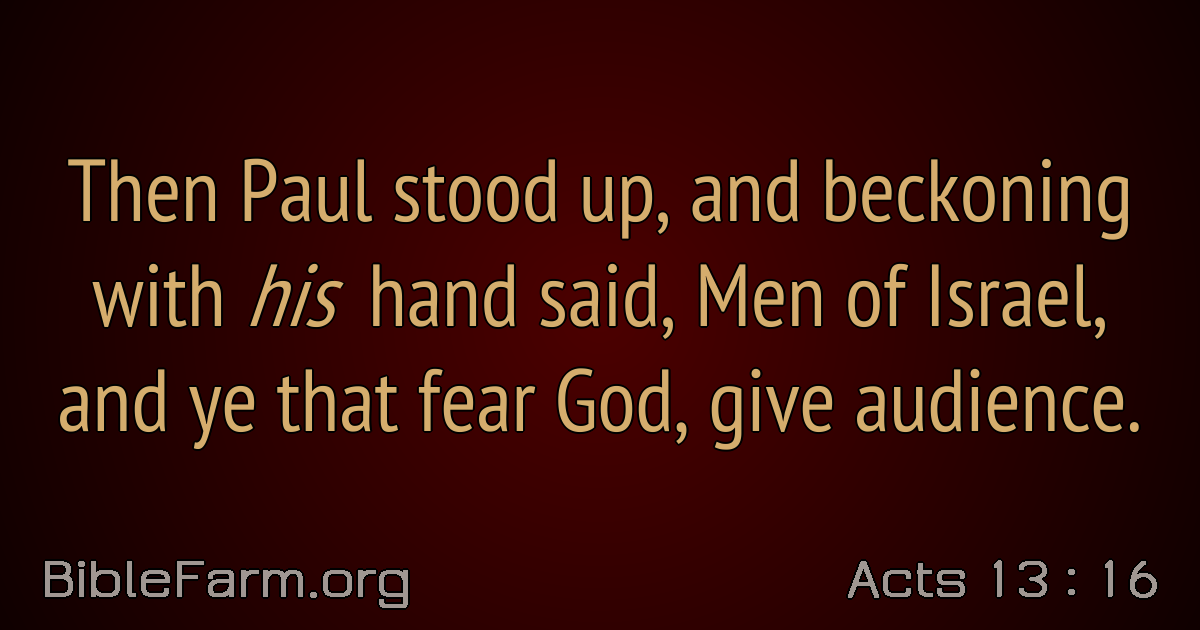 Then Paul stood up, and beckoning
with his hand said, Men of Israel,
and ye that fear God, give audience.
BibleFarm.org
Acts 13 : 16